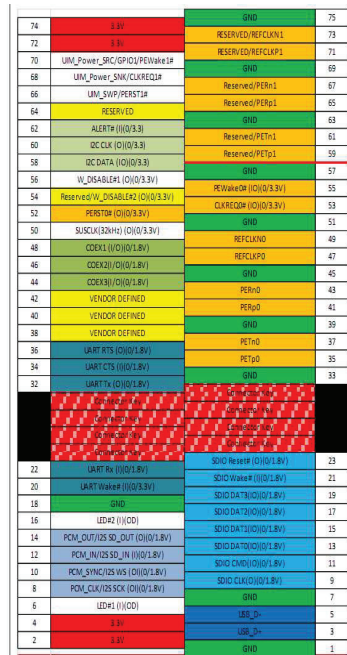 GND 75
74 3.3V
RESERVED/REFCLKN1 73
72 3.3V
RESERVED/REFCLKP1 71
70 UIM_Power_SRC/GPIO1/PEWake1#
GND 69
68 UIM_Power_SNK/CLKREQ1#
Reserved/PERn1 67
66 UIM_SWP/PERST1#
Reserved/PERp1 65
64 RESERVED
GND 63
62 ALERT# (I)(0/3.3)
Reserved/PETn1 61
60 I2C CLK (O)(0/3.3)
Reserved/PETp1 59
58 I2C DATA (IO)(0/3.3)
GND 57
56 W_DISABLE#1 (O)(0/3.3V)
PEWake0# (IO)(0/3.3V) 55
54 Reserved/W_DISABLE#2 (O)(0/3.3V)
CLKREQ0# (IO)(0/3.3V) 53
52 PERST0# (O)(0/3.3V)
GND 51
50 SUSCLK(32kHz) (O)(0/3.3V)
REFCLKN0 49
48 COEX1 (I/O)(0/1.8V)
REFCLKP0 47
46 COEX2(I/O)(0/1.8V)
GND 45
44 COEX3(I/O)(0/1.8V)
PERn0 43
42 VENDOR DEFINED
PERp0 41
40 VENDOR DEFINED
GND 39
38 VENDOR DEFINED
PETn0 37
36 UART RTS (O)(0/1.8V)
PETp0 35
34 UART CTS (I)(0/1.8V)
GND 33
32 UART Tx (O)(0/1.8V)
Connector Key
Connector Key
Connector Key
Connector Key
Connector Key
Connector Key
Connector Key
Connector Key
SDIO Reset# (O)(0/1.8V) 23
22 UART Rx (I)(0/1.8V)
SDIO Wake# (I)(0/1.8V) 21
20 UART Wake# (I)(0/3.3V)
SDIO DAT3(IO)(0/1.8V) 19
18 GND
SDIO DAT2(IO)(0/1.8V) 17
16 LED#2 (I)(OD)
SDIO DAT1(IO)(0/1.8V) 15
14 PCM_OUT/I2S SD_OUT (O)(0/1.8V)
SDIO DAT0(IO)(0/1.8V) 13
12 PCM_IN/I2S SD_IN (I)(0/1.8V)
SDIO CMD(IO)(0/1.8V) 11
10 PCM_SYNC/I2S WS (O)(0/1.8V)
SDIO CLK(O)(0/1.8V) 9
8 PCM_CLK/I2S SCK (O)(0/1.8V)
GND 7
6 LED#1 (I)(OD)
USB_D- 5
4 3.3V
USB_D+ 3
2 3.3V
GND 1